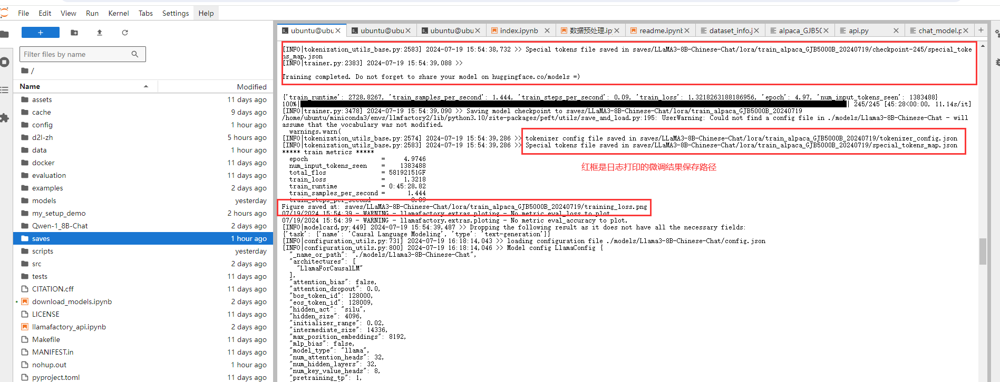 File Edit View Run Kernel Tabs Settings Help
+
Filter files by name
/
Name Modified
assets 11 days ago
cache 9 days ago
config 1 hour ago
d2l-zh 5 hours ago
data 1 hour ago
docker 11 days ago
evaluation 11 days ago
examples 2 days ago
models yesterday
my_setup_demo 2 hours ago
Qwen-1_8B-Chat 2 days ago
saves 1 hour ago
scripts yesterday
src 2 days ago
tests 11 days ago
CITATION.cff 11 days ago
download_models.ipynb 2 days ago
LICENSE 11 days ago
llamafactory_api.ipynb 2 days ago
Makefile 11 days ago
MANIFEST.in 11 days ago
nohup.out 1 hour ago
pyproject.toml 11 days ago
ubuntu@ubu ubuntu@ubu ubuntu@ubu index.ipynb 数据预处理.ip readme.ipynb dataset_info.j alpaca_GJB50 api.py chat_model.p +
[INFO|tokenization_utils_base.py:2583] 2024-07-19 15:54:38,732 >> Special tokens file saved in saves/LLaMA3-8B-Chinese-Chat/lora/train_alpaca_GJB5000B_20240719/checkpoint-245/special_toke
ns_map.json
[INFO|trainer.py:2383] 2024-07-19 15:54:39,088 >>
Training completed. Do not forget to share your model on huggingface.co/models =)
{'train_runtime': 2728.8267, 'train_samples_per_second': 1.444, 'train_steps_per_second': 0.09, 'train_loss': 1.3218263188186956, 'epoch': 4.97, 'num_input_tokens_seen': 1383488}
100%| | 245/245 [45:28<00:00, 11.14s/it]
[INFO|trainer.py:3478] 2024-07-19 15:54:39,090 >> Saving model checkpoint to saves/LLaMA3-8B-Chinese-Chat/lora/train_alpaca_GJB5000B_20240719
/home/ubuntu/miniconda3/envs/llmfactory2/lib/python3.10/site-packages/peft/utils/save_and_load.py:195: UserWarning: Could not find a config file in ./models/Llama3-8B-Chinese-Chat - will
assume that the vocabulary was not modified.
warnings.warn(
[INFO|tokenization_utils_base.py:2574] 2024-07-19 15:54:39,286 >> tokenizer config file saved in saves/LLaMA3-8B-Chinese-Chat/lora/train_alpaca_GJB5000B_20240719/tokenizer_config.json
[INFO|tokenization_utils_base.py:2583] 2024-07-19 15:54:39,286 >> Special tokens file saved in saves/LLaMA3-8B-Chinese-Chat/lora/train_alpaca_GJB5000B_20240719/special_tokens_map.json
***** train metrics *****
epoch = 4.9746
num_input_tokens_seen = 1383488
红框是日志打印的微调结果保存路径
total_flos = 58192151GF
train_loss = 1.3218
train_runtime = 0:45:28.82
train_samples_per_second = 1.444
train_steps_per_second 0.09
Figure saved at: saves/LLaMA3-8B-Chinese-Chat/lora/train_alpaca_GJB5000B_20240719/training_loss.png
07/19/2024 15:54:39 - WARNING - llamafactory.extras.ploting - No metric eval_loss to plot.
07/19/2024 15:54:39 - WARNING - llamafactory.extras.ploting - No metric eval_accuracy to plot.
[INFO|modelcard.py:449] 2024-07-19 15:54:39,487 >> Dropping the following result as it does not have all the necessary fields:
{'task': {'name': 'Causal Language Modeling', 'type': 'text-generation'}}
[INFO|configuration_utils.py:731] 2024-07-19 16:18:14,043 >> loading configuration file ./models/Llama3-8B-Chinese-Chat/config.json
[INFO|configuration_utils.py:800] 2024-07-19 16:18:14,046 >> Model config LlamaConfig {
"_name_or_path": "./models/Llama3-8B-Chinese-Chat",
"architectures": [
"LlamaForCausalLM"
],
"attention_bias": false,
"attention_dropout": 0.0,
"bos_token_id": 128000,
"eos_token_id": 128009,
"hidden_act": "silu",
"hidden_size": 4096,
"initializer_range": 0.02,
"intermediate_size": 14336,
"max_position_embeddings": 8192,
"mlp_bias": false,
"model_type": "llama",
"num_attention_heads": 32,
"num_hidden_layers": 32,
"num_key_value_heads": 8,
"pretraining_tp": 1,